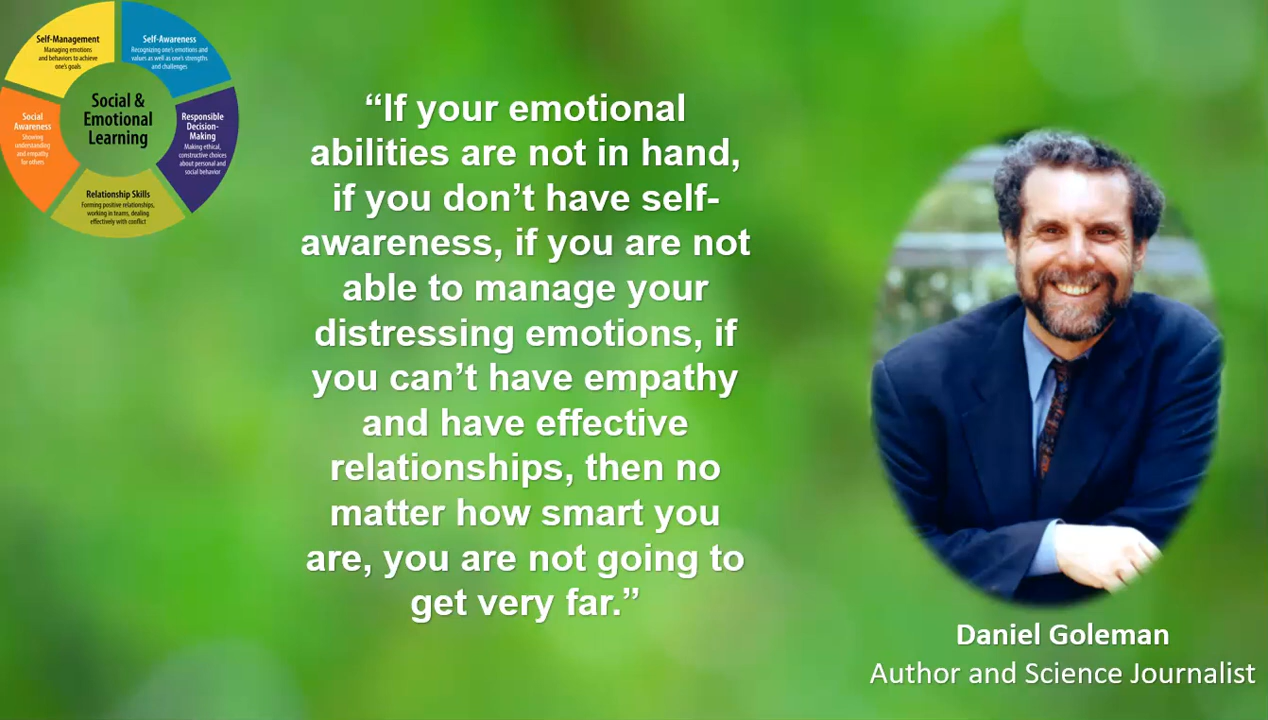 Self-Management
Managing emotions
and behaviors to achieve
one's goals
Self-Awareness
Recognizing one's emotions and
values as well as one's strengths
and challenges
Social
Awareness
Showing
understanding
and empathy
for others
Social &
Emotional
Learning
Responsible
Decision-
Making
Making ethical,
constructive choices
about personal and
social behavior
Relationship Skills
Forming positive relationships,
working in teams, dealing
effectively with conflict
“If your emotional
abilities are not in hand,
if you don’t have self-
awareness, if you are not
able to manage your
distressing emotions, if
you can’t have empathy
and have effective
relationships, then no
matter how smart you
are, you are not going to
get very far.”
Daniel Goleman
Author and Science Journalist